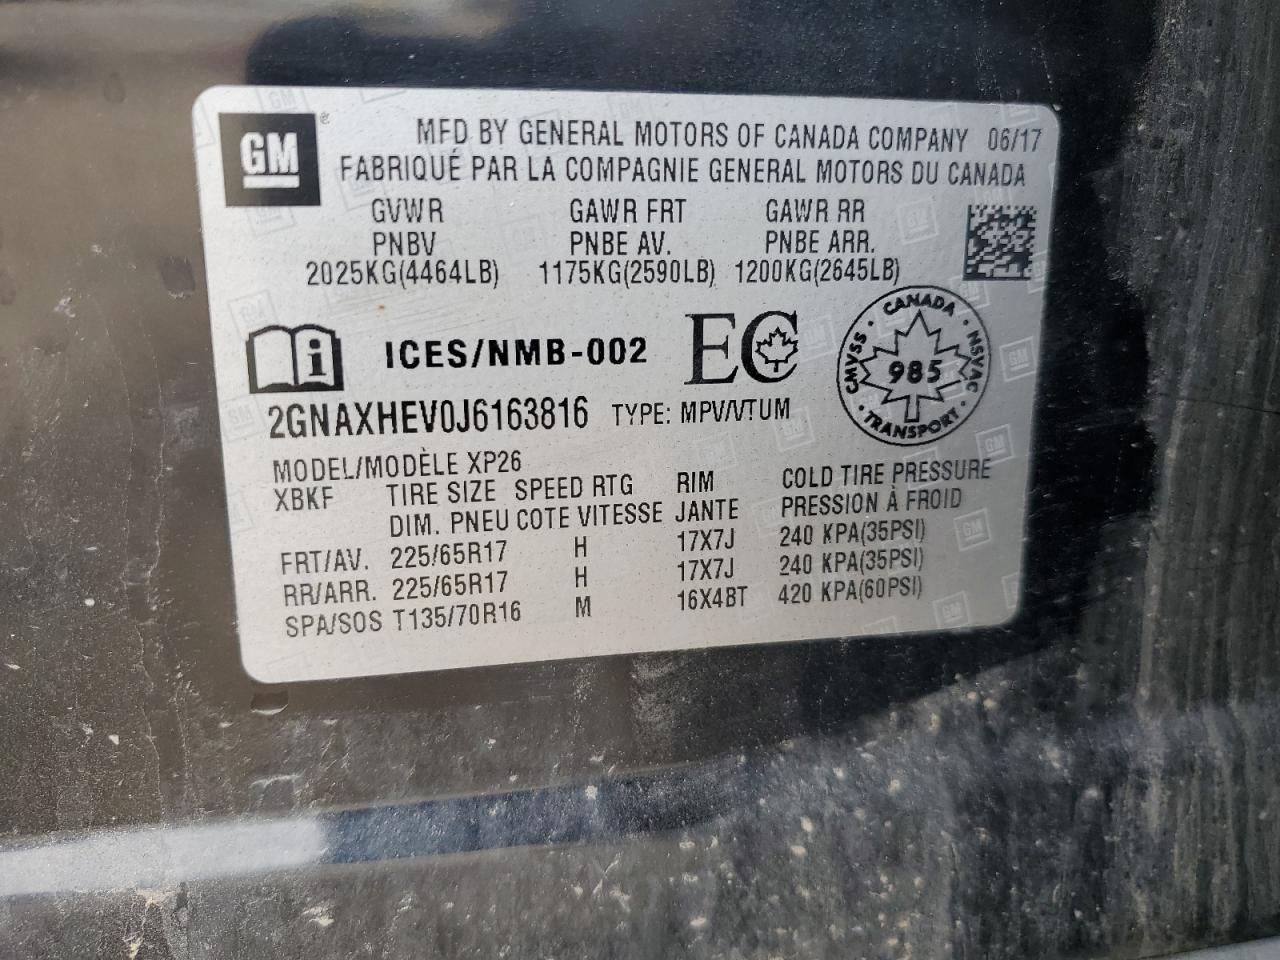 GM ®
MFD BY GENERAL MOTORS OF CANADA COMPANY 06/17
FABRIQUÉ PAR LA COMPAGNIE GENERAL MOTORS DU CANADA
GVWR GAWR FRT GAWR RR
PNBV PNBE AV. PNBE ARR.
2025KG(4464LB) 1175KG(2590LB) 1200KG(2645LB)
i ICES/NMB-002 EC
CANADA · NSVAC · TRANSPORT · CMVSS ·
985
2GNAXHEV0J6163816 TYPE: MPV/VTUM
MODEL/MODÈLE XP26
XBKF TIRE SIZE SPEED RTG RIM COLD TIRE PRESSURE
DIM. PNEU COTE VITESSE JANTE PRESSION À FROID
FRT/AV. 225/65R17 H 17X7J 240 KPA(35PSI)
RR/ARR. 225/65R17 H 17X7J 240 KPA(35PSI)
SPA/SOS T135/70R16 M 16X4BT 420 KPA(60PSI)